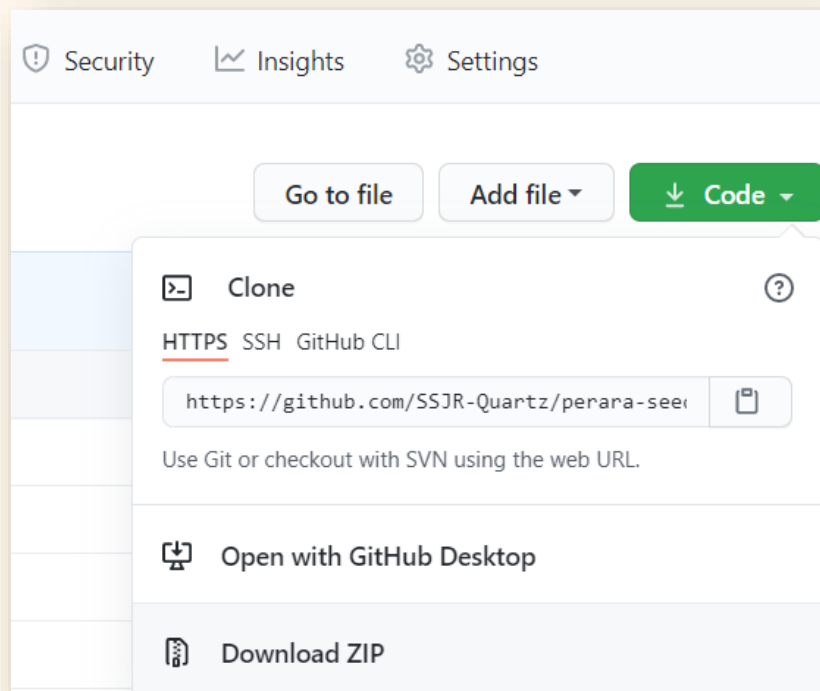 Security Insights Settings
Go to file Add file Code
Clone
HTTPS SSH GitHub CLI
https://github.com/SSJR-Quartz/perara-see
Use Git or checkout with SVN using the web URL.
Open with GitHub Desktop
Download ZIP